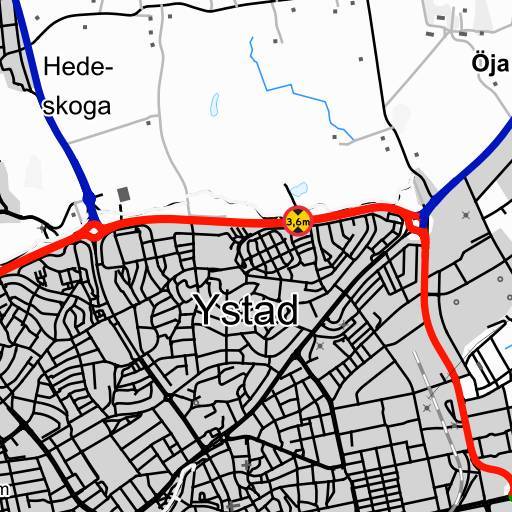 Hede-
skoga
Öja
3,6m
Ystad
m